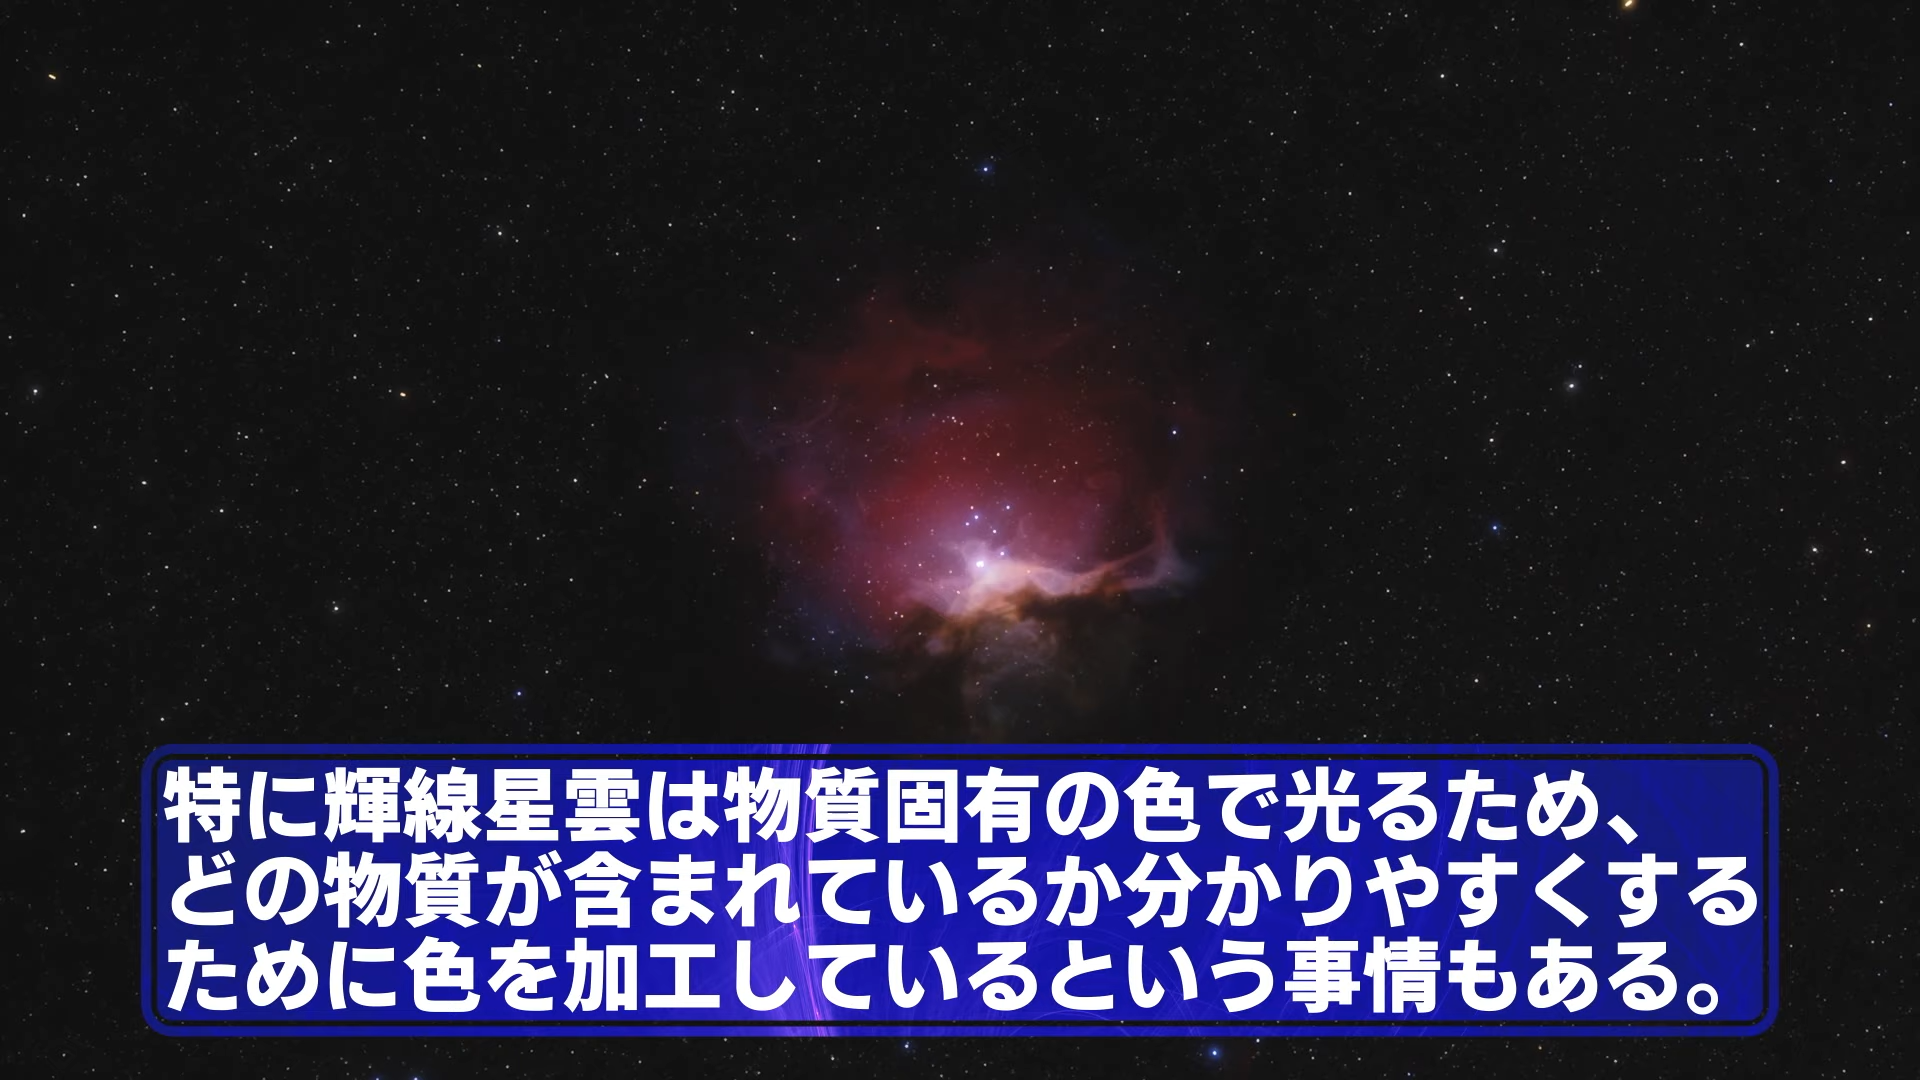 特に輝線星雲は物質固有の色で光るため、
どの物質が含まれているか分かりやすくする
ために色を加工しているという事情もある。